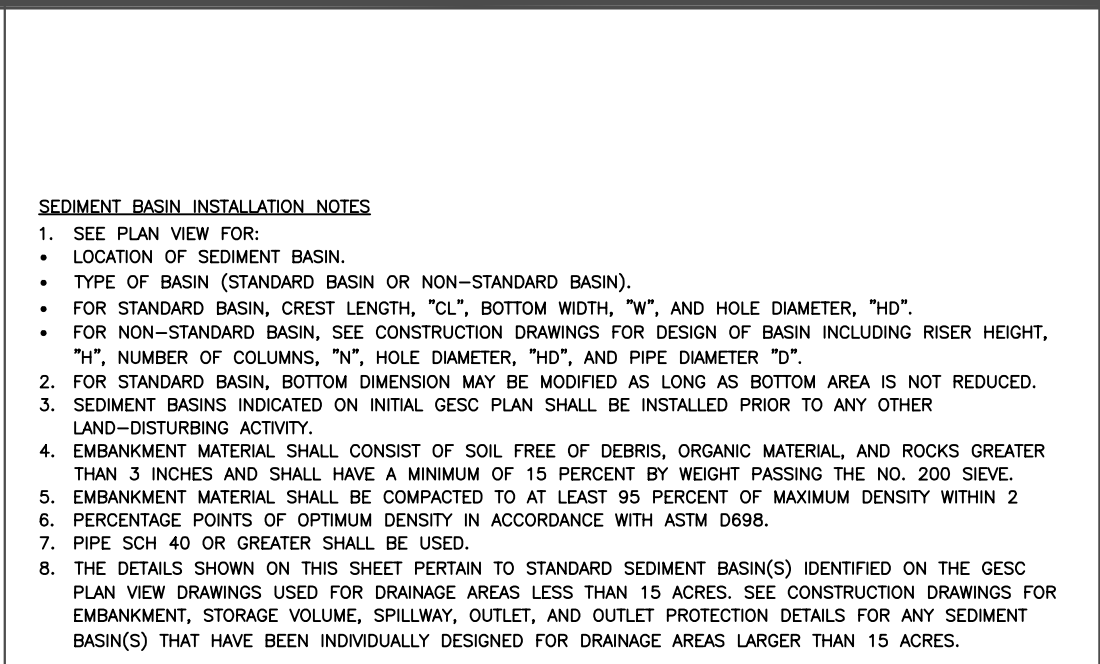 SEDIMENT BASIN INSTALLATION NOTES
1. SEE PLAN VIEW FOR:
• LOCATION OF SEDIMENT BASIN.
• TYPE OF BASIN (STANDARD BASIN OR NON-STANDARD BASIN).
• FOR STANDARD BASIN, CREST LENGTH, "CL", BOTTOM WIDTH, "W", AND HOLE DIAMETER, "HD".
• FOR NON-STANDARD BASIN, SEE CONSTRUCTION DRAWINGS FOR DESIGN OF BASIN INCLUDING RISER HEIGHT,
"H", NUMBER OF COLUMNS, "N", HOLE DIAMETER, "HD", AND PIPE DIAMETER "D".
2. FOR STANDARD BASIN, BOTTOM DIMENSION MAY BE MODIFIED AS LONG AS BOTTOM AREA IS NOT REDUCED.
3. SEDIMENT BASINS INDICATED ON INITIAL GESC PLAN SHALL BE INSTALLED PRIOR TO ANY OTHER
LAND-DISTURBING ACTIVITY.
4. EMBANKMENT MATERIAL SHALL CONSIST OF SOIL FREE OF DEBRIS, ORGANIC MATERIAL, AND ROCKS GREATER
THAN 3 INCHES AND SHALL HAVE A MINIMUM OF 15 PERCENT BY WEIGHT PASSING THE NO. 200 SIEVE.
5. EMBANKMENT MATERIAL SHALL BE COMPACTED TO AT LEAST 95 PERCENT OF MAXIMUM DENSITY WITHIN 2
6. PERCENTAGE POINTS OF OPTIMUM DENSITY IN ACCORDANCE WITH ASTM D698.
7. PIPE SCH 40 OR GREATER SHALL BE USED.
8. THE DETAILS SHOWN ON THIS SHEET PERTAIN TO STANDARD SEDIMENT BASIN(S) IDENTIFIED ON THE GESC
PLAN VIEW DRAWINGS USED FOR DRAINAGE AREAS LESS THAN 15 ACRES. SEE CONSTRUCTION DRAWINGS FOR
EMBANKMENT, STORAGE VOLUME, SPILLWAY, OUTLET, AND OUTLET PROTECTION DETAILS FOR ANY SEDIMENT
BASIN(S) THAT HAVE BEEN INDIVIDUALLY DESIGNED FOR DRAINAGE AREAS LARGER THAN 15 ACRES.